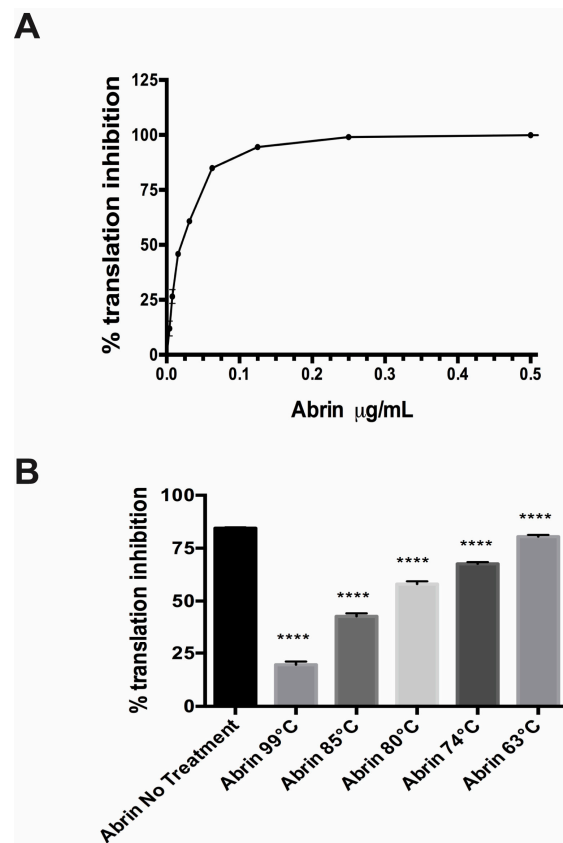 A
% translation inhibition
125
100
75
50
25
0
0.0 0.1 0.2 0.3 0.4 0.5
Abrin μg/mL
B
% translation inhibition
100
75
50
25
0
**** **** **** **** ****
Abrin No Treatment
Abrin 99°C
Abrin 85°C
Abrin 80°C
Abrin 74°C
Abrin 63°C